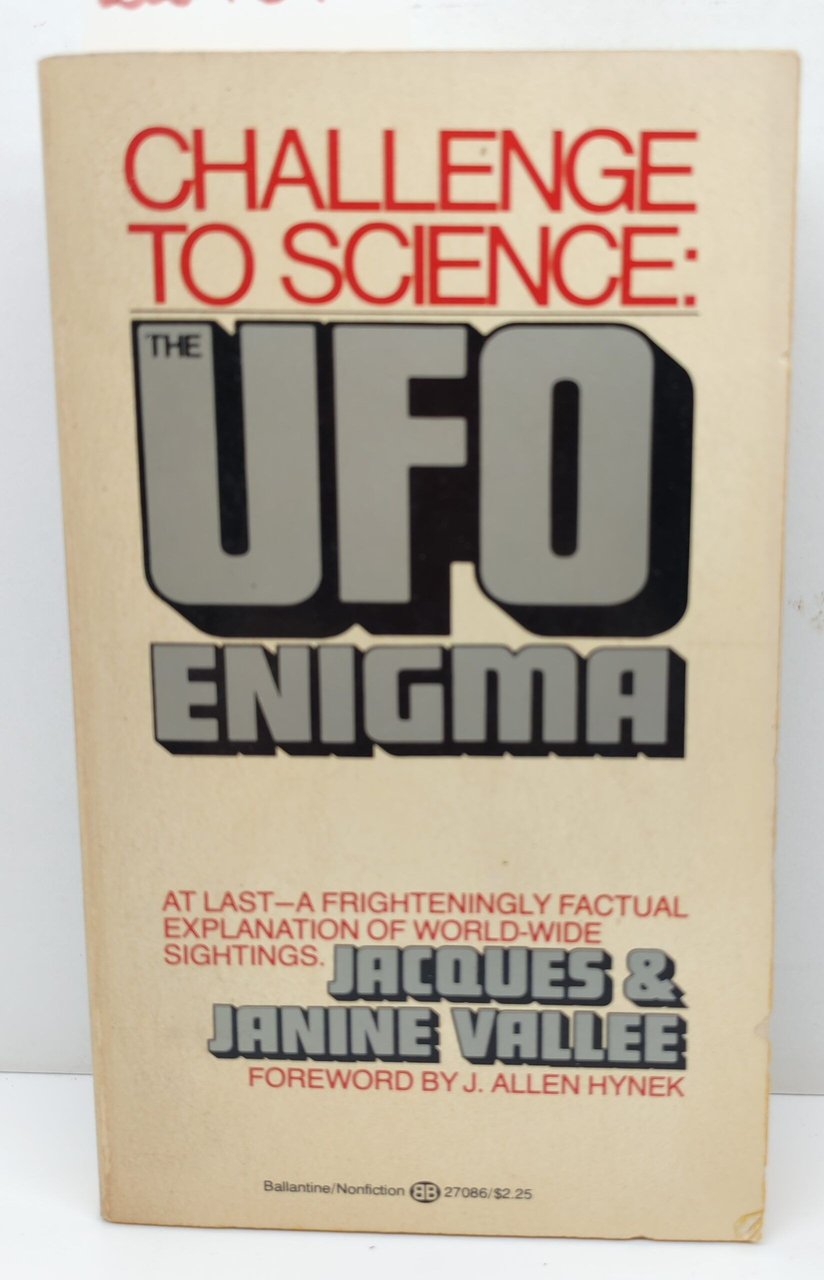 CHALLENGE
TO SCIENCE:
THE
UFO
ENIGMA
AT LAST—A FRIGHTENINGLY FACTUAL
EXPLANATION OF WORLD-WIDE
SIGHTINGS.
JACQUES &
JANINE VALLEE
FOREWORD BY J. ALLEN HYNEK
Ballantine/Nonfiction BB 27086/$2.25